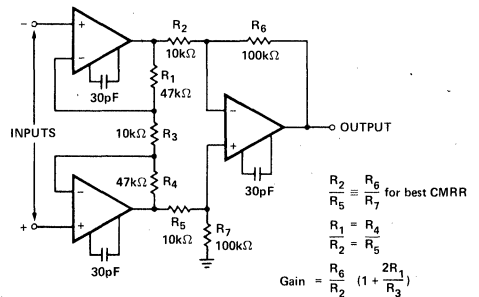 R2
10kΩ
R6
100kΩ
−
+
−
30pF
R1
47kΩ
INPUTS
10kΩ
R3
−
+
OUTPUT
30pF
47kΩ
R4
−
+
+
30pF
R5
10kΩ
R7
100kΩ
R2/R5 ≡ R6/R7 for best CMRR
R1/R2 = R4/R5
Gain = R6/R2 (1 + 2R1/R3)